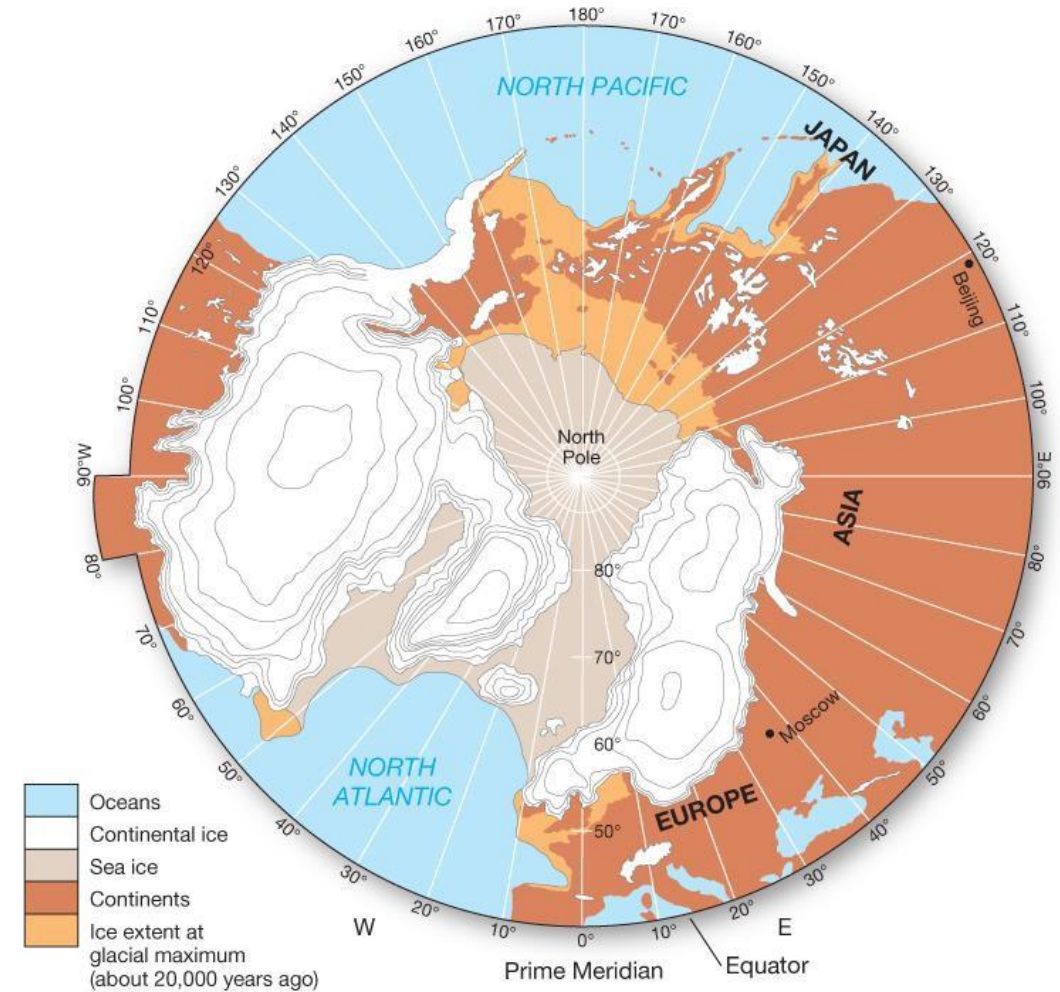 180°
170°
170°
160°
160°
150°
150°
140°
140°
130°
130°
120°
120°
110°
110°
100°
100°
90°W
90°E
80°
80°
70°
70°
60°
60°
50°
50°
40°
40°
30°
30°
20°
20°
10°
10°
0°
NORTH PACIFIC
JAPAN
Beijing
North
Pole
ASIA
80°
70°
60°
50°
Moscow
EUROPE
NORTH
ATLANTIC
W
E
Prime Meridian
Equator
Oceans
Continental ice
Sea ice
Continents
Ice extent at
glacial maximum
(about 20,000 years ago)